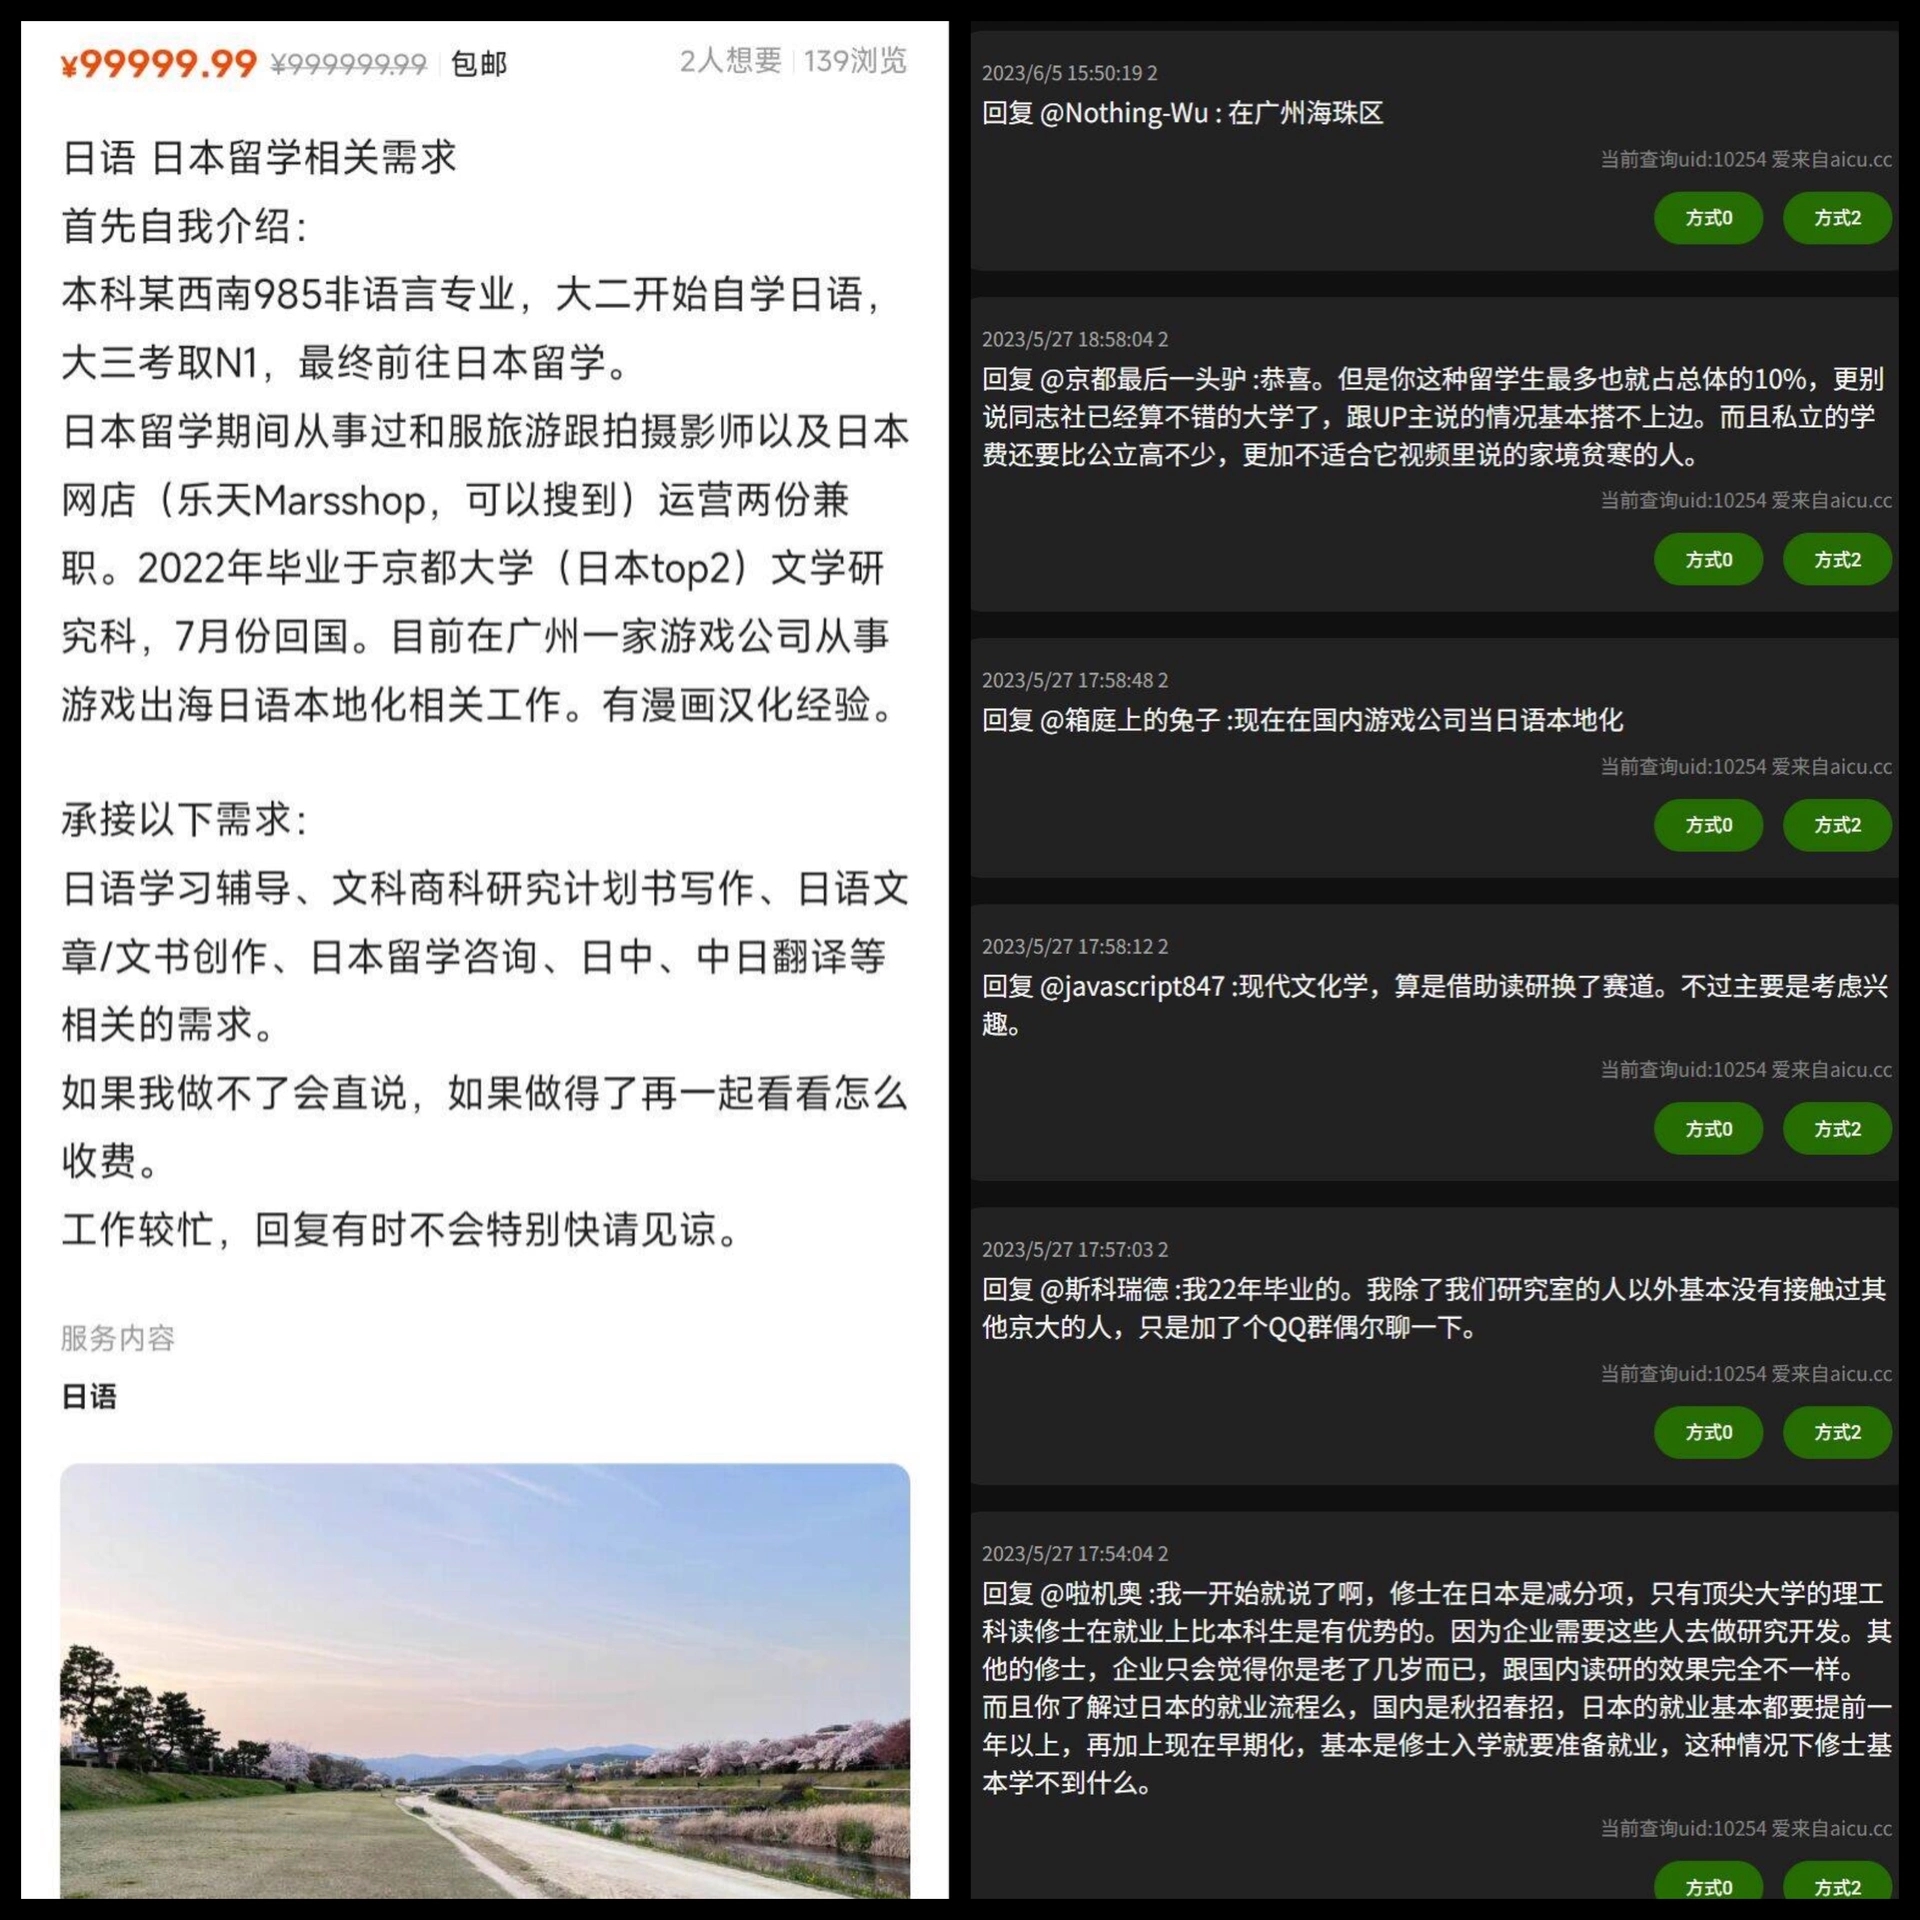 ¥99999.99 ¥999999.99 包邮 2人想要 139浏览
日语 日本留学相关需求
首先自我介绍：
本科某西南985非语言专业，大二开始自学日语，
大三考取N1，最终前往日本留学。
日本留学期间从事过和服旅游跟拍摄影师以及日本
网店（乐天Marsshop，可以搜到）运营两份兼
职。2022年毕业于京都大学（日本top2）文学研
究科，7月份回国。目前在广州一家游戏公司从事
游戏出海日语本地化相关工作。有漫画汉化经验。
承接以下需求：
日语学习辅导、文科商科研究计划书写作、日语文
章/文书创作、日本留学咨询、日中、中日翻译等
相关的需求。
如果我做不了会直说，如果做得了再一起看看怎么
收费。
工作较忙，回复有时不会特别快请见谅。
服务内容
日语
2023/6/5 15:50:19 2
回复 @Nothing-Wu : 在广州海珠区
当前查询uid:10254 爱来自aicu.cc
方式0 方式2
2023/5/27 18:58:04 2
回复 @京都最后一头驴 :恭喜。但是你这种留学生最多也就占总体的10%，更别
说同志社已经算不错的大学了，跟UP主说的情况基本搭不上边。而且私立的学
费还要比公立高不少，更加不适合它视频里说的家境贫寒的人。
当前查询uid:10254 爱来自aicu.cc
方式0 方式2
2023/5/27 17:58:48 2
回复 @箱庭上的兔子 :现在在国内游戏公司当日语本地化
当前查询uid:10254 爱来自aicu.cc
方式0 方式2
2023/5/27 17:58:12 2
回复 @javascript847 :现代文化学，算是借助读研换了赛道。不过主要是考虑兴
趣。
当前查询uid:10254 爱来自aicu.cc
方式0 方式2
2023/5/27 17:57:03 2
回复 @斯科瑞德 :我22年毕业的。我除了我们研究室的人以外基本没有接触过其
他京大的人，只是加了个QQ群偶尔聊一下。
当前查询uid:10254 爱来自aicu.cc
方式0 方式2
2023/5/27 17:54:04 2
回复 @啦机奥 :我一开始就说了啊，修士在日本是减分项，只有顶尖大学的理工
科读修士在就业上比本科生是有优势的。因为企业需要这些人去做研究开发。其
他的修士，企业只会觉得你是老了几岁而已，跟国内读研的效果完全不一样。
而且你了解过日本的就业流程么，国内是秋招春招，日本的就业基本都要提前一
年以上，再加上现在早期化，基本是修士入学就要准备就业，这种情况下修士基
本学不到什么。
当前查询uid:10254 爱来自aicu.cc
方式0 方式2